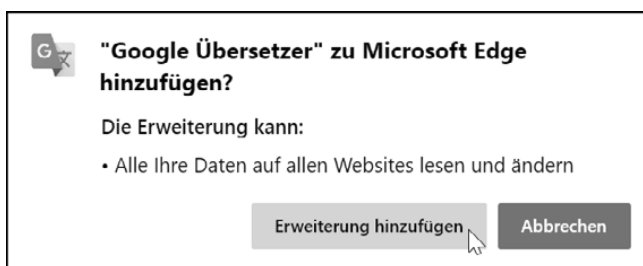 "Google Übersetzer" zu Microsoft Edge
hinzufügen?
Die Erweiterung kann:
• Alle Ihre Daten auf allen Websites lesen und ändern
Erweiterung hinzufügen
Abbrechen